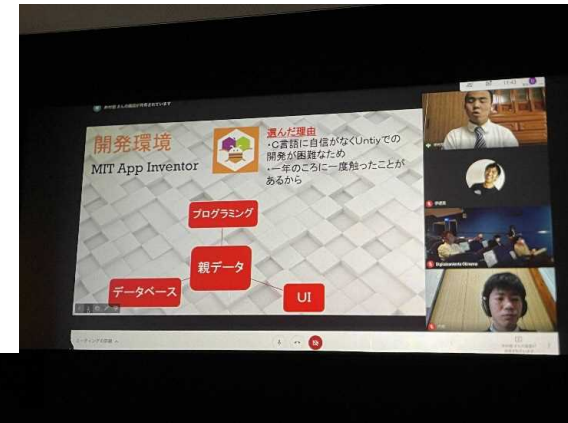 開発環境
MIT App Inventor
選んだ理由
・C言語に自信がなくUntiyでの
開発が困難なため
・一年のころに一度触ったことが
あるから
プログラミング
親データ
データベース
UI
11:43